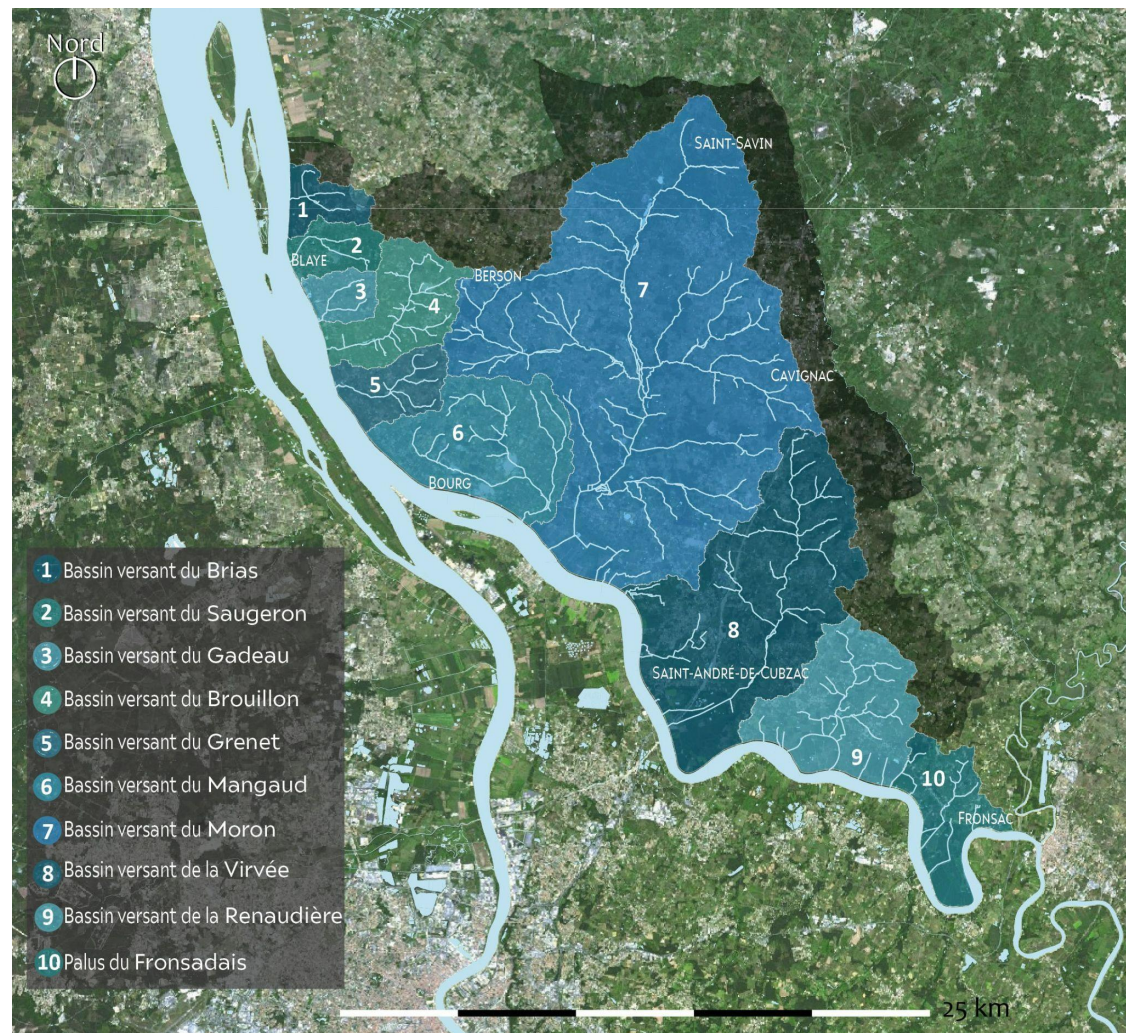 Nord
SAINT-SAVIN
1
2
BLAYE
BERSON
3
4
7
5
CAVIGNAC
6
BOURG
8
SAINT-ANDRÉ-DE-CUBZAC
9
10
FRONSAC
1 Bassin versant du Brias
2 Bassin versant du Saugeron
3 Bassin versant du Gadeau
4 Bassin versant du Brouillon
5 Bassin versant du Grenet
6 Bassin versant du Mangaud
7 Bassin versant du Moron
8 Bassin versant de la Virvée
9 Bassin versant de la Renaudière
10 Palus du Fronsadais
25 km